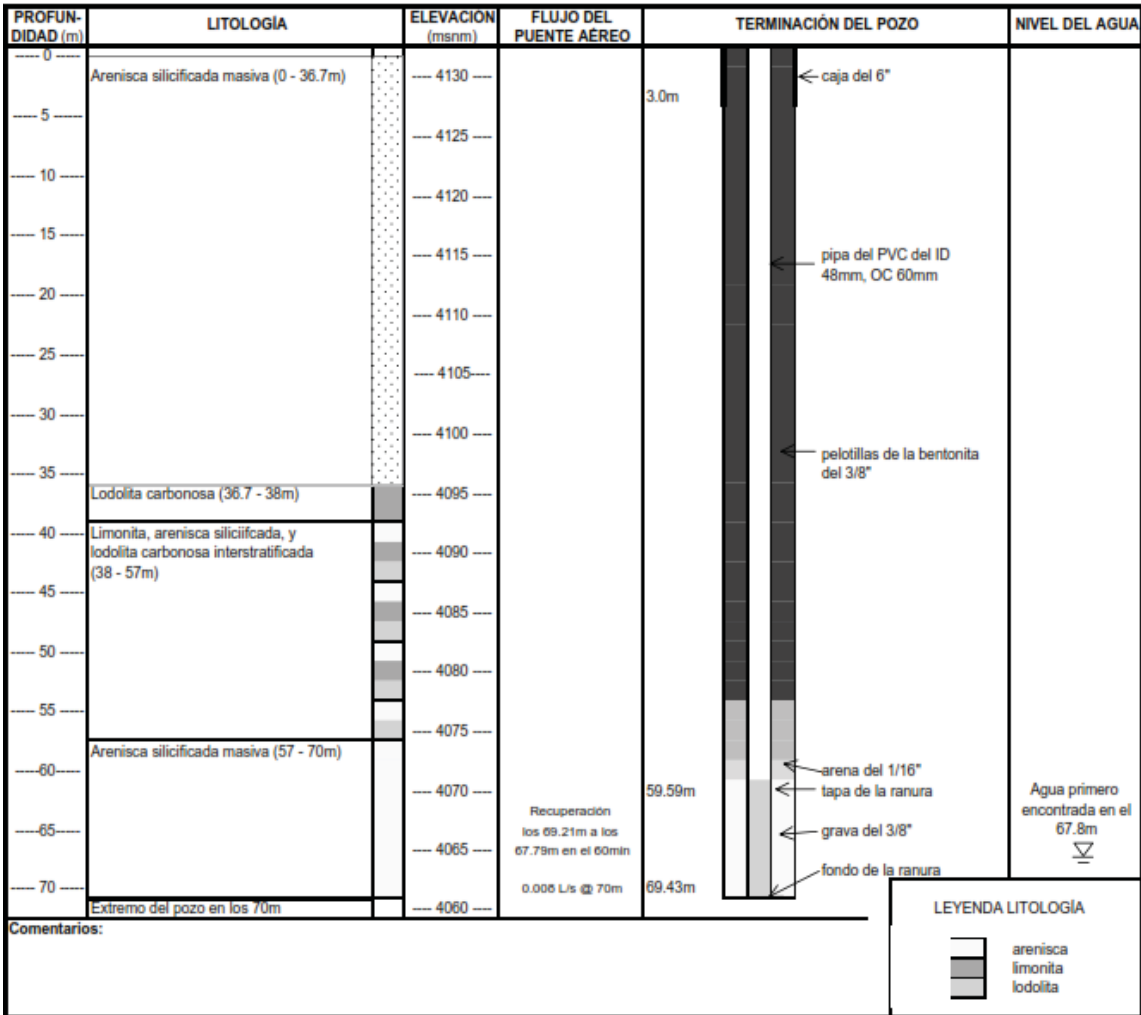 PROFUN-
DIDAD (m)
LITOLOGÍA
ELEVACIÓN
(msnm)
FLUJO DEL
PUENTE AÉREO
TERMINACIÓN DEL POZO
NIVEL DEL AGUA
----- 0 -----
Arenisca silicificada masiva (0 - 36.7m)
---- 4130 ----
caja del 6"
3.0m
----- 5 ------
---- 4125 ----
----- 10 -----
---- 4120 ----
----- 15 -----
---- 4115 ----
pipa del PVC del ID
48mm, OC 60mm
----- 20 -----
---- 4110 ----
----- 25 -----
---- 4105----
----- 30 -----
---- 4100 ----
pelotillas de la bentonita
del 3/8"
----- 35 -----
Lodolita carbonosa (36.7 - 38m)
---- 4095 ----
----- 40 -----
Limonita, arenisca siliciifcada, y
lodolita carbonosa interstratificada
(38 - 57m)
---- 4090 ----
----- 45 -----
---- 4085 ----
----- 50 -----
---- 4080 ----
----- 55 -----
---- 4075 ----
Arenisca silicificada masiva (57 - 70m)
-----60-----
arena del 1/16"
---- 4070 ----
59.59m
tapa de la ranura
Agua primero
encontrada en el
67.8m
Recuperación
los 69.21m a los
67.79m en el 60min
-----65-----
grava del 3/8"
---- 4065 ----
fondo de la ranura
----- 70 -----
0.008 L/s @ 70m
69.43m
Extremo del pozo en los 70m
---- 4060 ----
Comentarios:
LEYENDA LITOLOGÍA
arenisca
limonita
lodolita